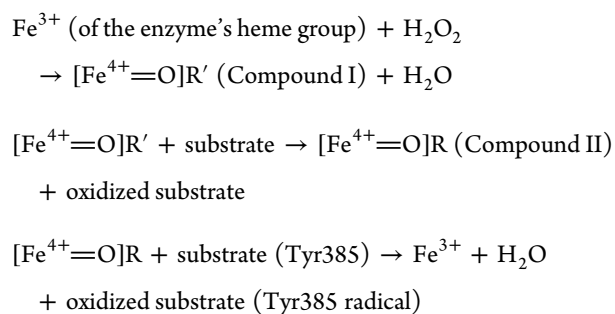 Fe³⁺ (of the enzyme's heme group) + H₂O₂
→ [Fe⁴⁺=O]R′ (Compound I) + H₂O
[Fe⁴⁺=O]R′ + substrate → [Fe⁴⁺=O]R (Compound II)
+ oxidized substrate
[Fe⁴⁺=O]R + substrate (Tyr385) → Fe³⁺ + H₂O
+ oxidized substrate (Tyr385 radical)